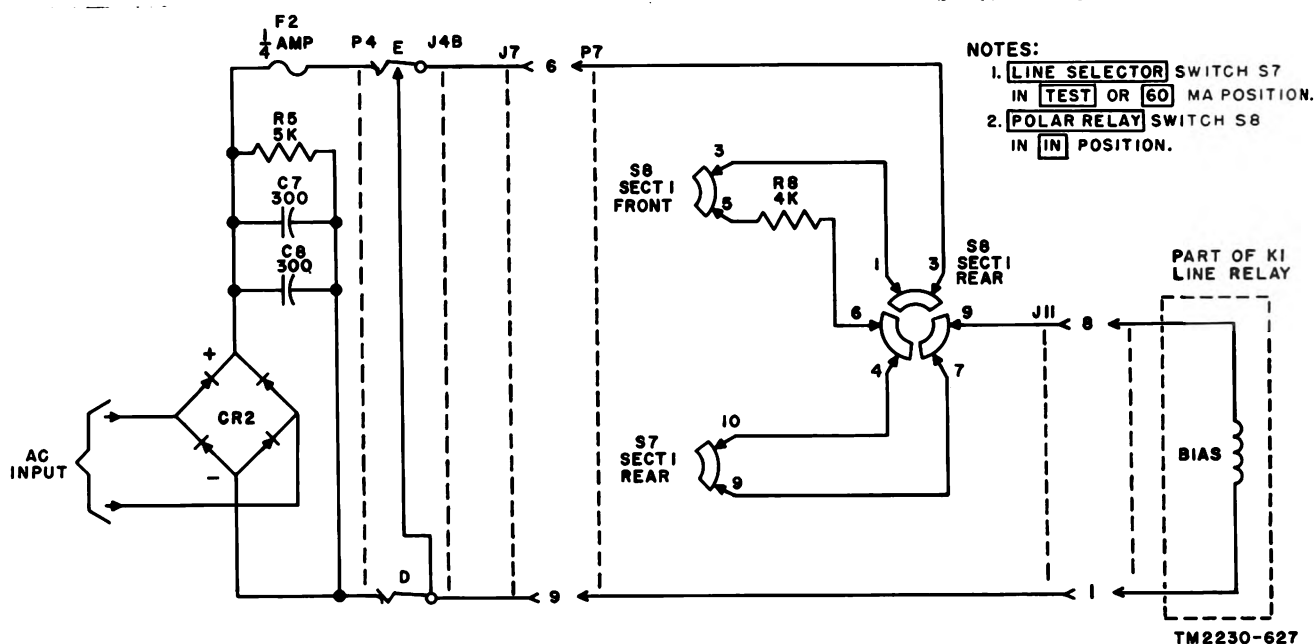 F2
1/4 AMP
P4
E
J4B
J7
6
P7
NOTES:
1. LINE SELECTOR SWITCH S7
IN TEST OR 60 MA POSITION.
2. POLAR RELAY SWITCH S8
IN IN POSITION.
R5
5K
C7
300
C8
300
S8
SECT I
FRONT
3
5
R8
4K
S8
SECT I
REAR
1
3
6
9
4
7
J11
8
PART OF K1
LINE RELAY
+
CR2
-
AC
INPUT
S7
SECT I
REAR
10
9
BIAS
D
9
1
TM2230-627